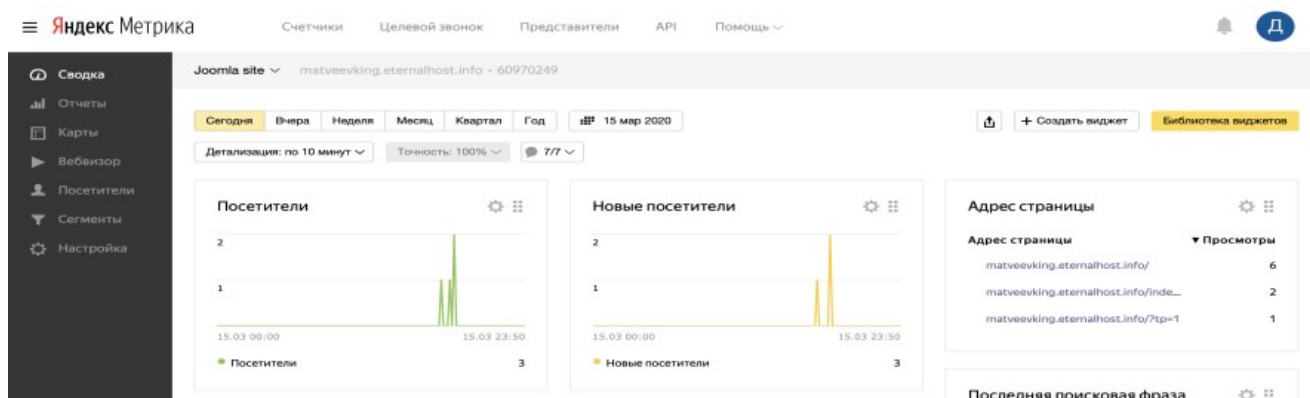 Яндекс Метрика Счетчики Целевой звонок Представители API Помощь Д
Сводка
Отчеты
Карты
Вебвизор
Посетители
Сегменты
Настройка
Joomla site matveevking.eternalhost.info - 60970249
Сегодня Вчера Неделя Месяц Квартал Год 15 мар 2020 + Создать виджет Библиотека виджетов
Детализация: по 10 минут Точность: 100% 7/7
Посетители
2
1
15.03 00:00 15.03 23:50
Посетители 3
Новые посетители
2
1
15.03 00:00 15.03 23:50
Новые посетители 3
Адрес страницы
Адрес страницы ▼ Просмотры
matveevking.eternalhost.info/ 6
matveevking.eternalhost.info/inde... 2
matveevking.eternalhost.info/?tp=1 1
Последняя поисковая фраза